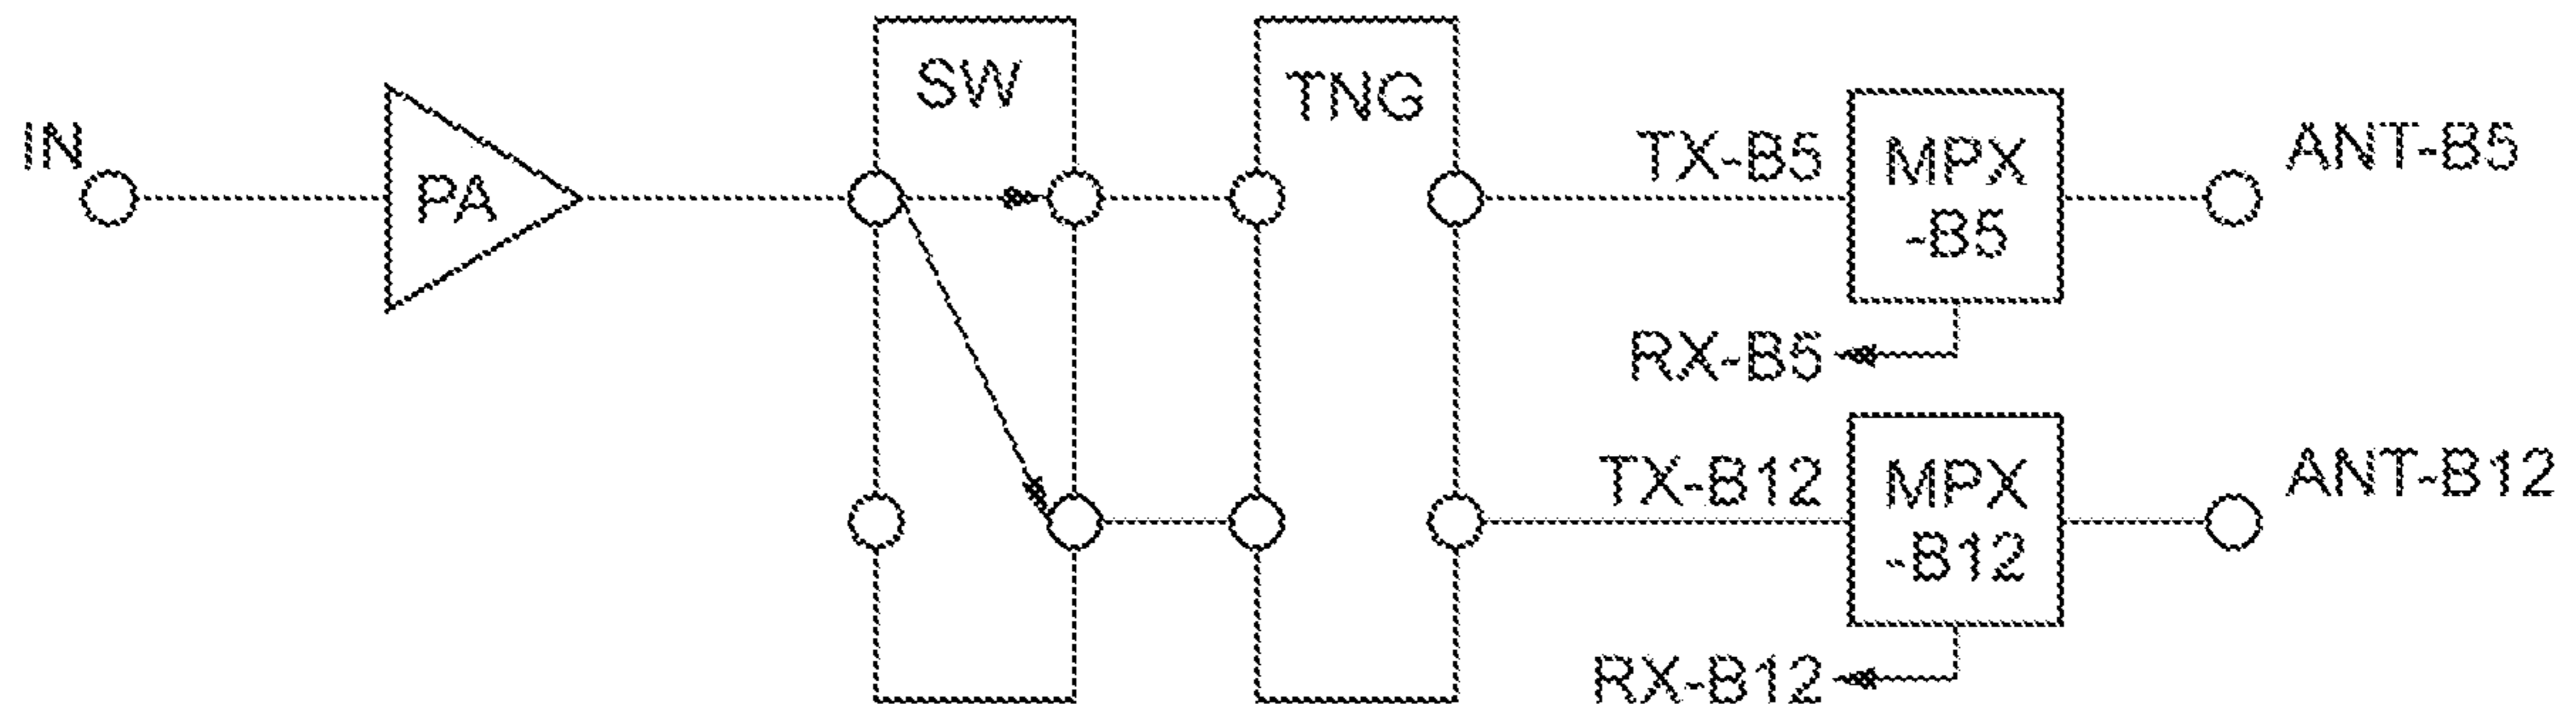 IN
PA
SW
TNG
TX-B5
MPX
-B5
ANT-B5
RX-B5
TX-B12
MPX
-B12
ANT-B12
RX-B12